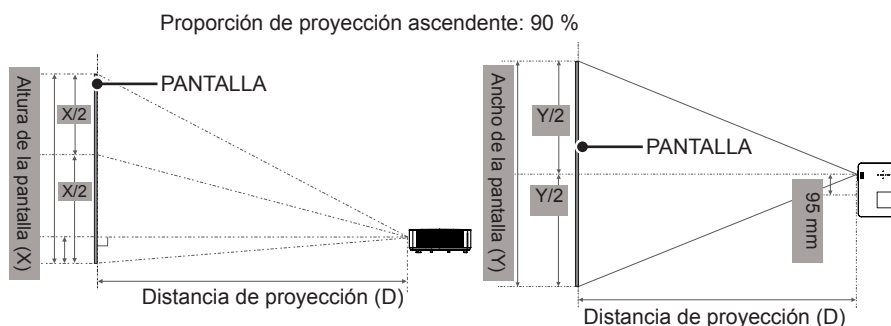 Proporción de proyección ascendente: 90 %
Altura de la pantalla (X)
X/2
X/2
PANTALLA
Distancia de proyección (D)
Ancho de la pantalla (Y)
Y/2
Y/2
PANTALLA
95 mm
Distancia de proyección (D)